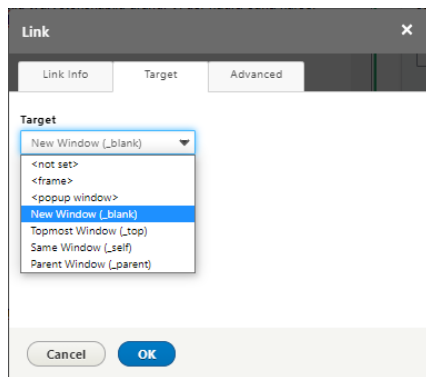 Link
×
Link Info Target Advanced
Target
New Window (_blank)
<not set>
<frame>
<popup window>
New Window (_blank)
Topmost Window (_top)
Same Window (_self)
Parent Window (_parent)
Cancel OK